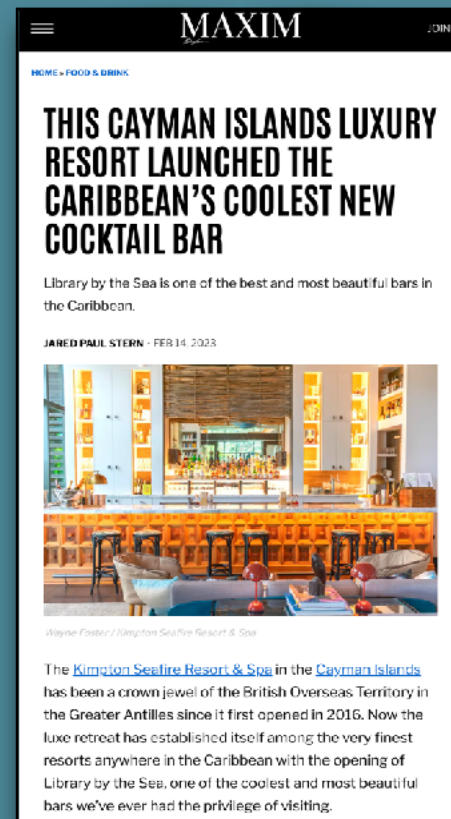 MAXIM
JOIN
HOME » FOOD & DRINK
THIS CAYMAN ISLANDS LUXURY
RESORT LAUNCHED THE
CARIBBEAN'S COOLEST NEW
COCKTAIL BAR
Library by the Sea is one of the best and most beautiful bars in
the Caribbean.
JARED PAUL STERN · FEB 14, 2023
Wayne Foster / Kimpton Seafire Resort & Spa
The Kimpton Seafire Resort & Spa in the Cayman Islands
has been a crown jewel of the British Overseas Territory in
the Greater Antilles since it first opened in 2016. Now the
luxe retreat has established itself among the very finest
resorts anywhere in the Caribbean with the opening of
Library by the Sea, one of the coolest and most beautiful
bars we've ever had the privilege of visiting.